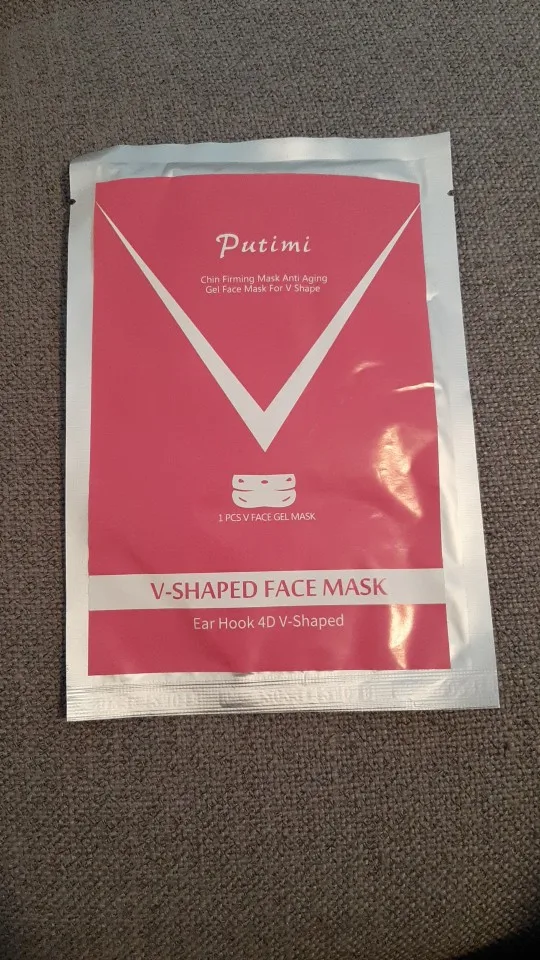 Putimi
Chin Firming Mask Anti Aging
Gel Face Mask For V Shape
1 PCS V FACE GEL MASK
V-SHAPED FACE MASK
Ear Hook 4D V-Shaped